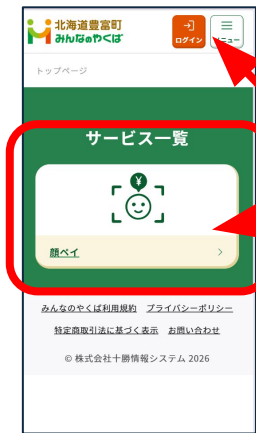 北海道豊富町
みんなのやくば
ログイン
メニュー
トップページ
サービス一覧
¥
顔ペイ
みんなのやくば利用規約 プライバシーポリシー
特定商取引法に基づく表示 お問い合わせ
© 株式会社十勝情報システム 2026